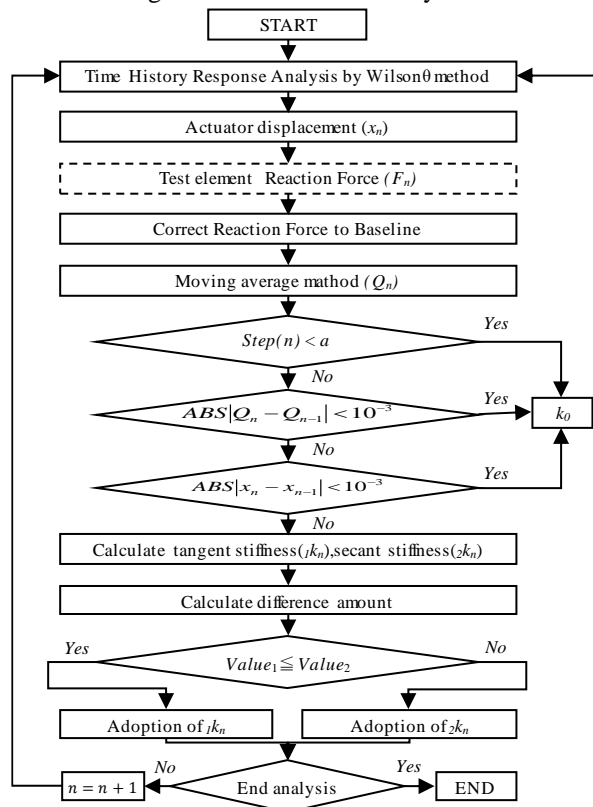 START
Time History Response Analysis by Wilsonθ method
Actuator displacement (xₙ)
Test element Reaction Force (Fₙ)
Correct Reaction Force to Baseline
Moving average mathod (Qₙ)
Step(n) < a
Yes
No
ABS|Qₙ − Qₙ₋₁| < 10⁻³
Yes
k₀
No
ABS|xₙ − xₙ₋₁| < 10⁻³
Yes
No
Calculate tangent stiffness(₁kₙ),secant stiffness(₂kₙ)
Calculate difference amount
Yes
Value₁≦Value₂
No
Adoption of ₁kₙ
Adoption of ₂kₙ
n = n + 1
No
End analysis
Yes
END